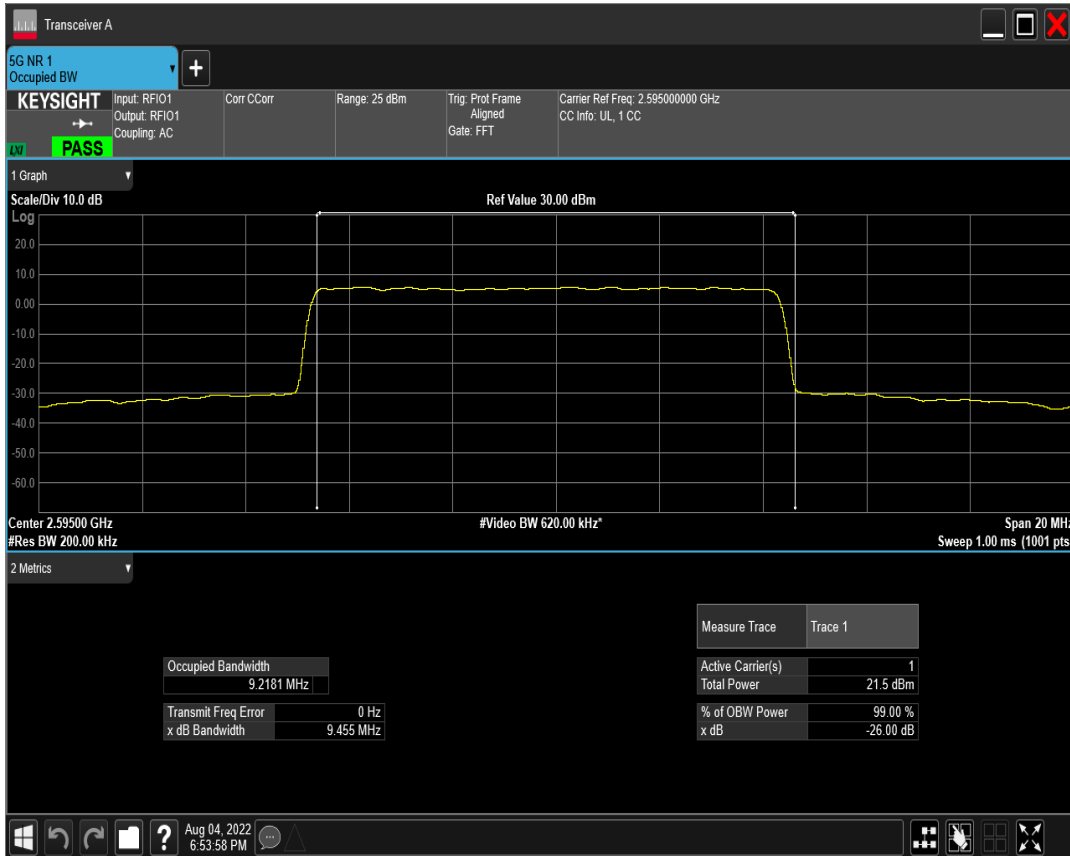 Transceiver A
5G NR 1
Occupied BW
KEYSIGHT
LXI
PASS
Input: RFIO1
Output: RFIO1
Coupling: AC
Corr CCorr
Range: 25 dBm
Trig: Prot Frame
Aligned
Gate: FFT
Carrier Ref Freq: 2.595000000 GHz
CC Info: UL, 1 CC
1 Graph
Scale/Div 10.0 dB
Ref Value 30.00 dBm
Log
20.0
10.0
0.00
-10.0
-20.0
-30.0
-40.0
-50.0
-60.0
Center 2.59500 GHz
#Video BW 620.00 kHz*
Span 20 MHz
#Res BW 200.00 kHz
Sweep 1.00 ms (1001 pts
2 Metrics
Measure Trace Trace 1
Occupied Bandwidth
9.2181 MHz
Active Carrier(s) 1
Total Power 21.5 dBm
Transmit Freq Error 0 Hz
x dB Bandwidth 9.455 MHz
% of OBW Power 99.00 %
x dB -26.00 dB
?
Aug 04, 2022
6:53:58 PM